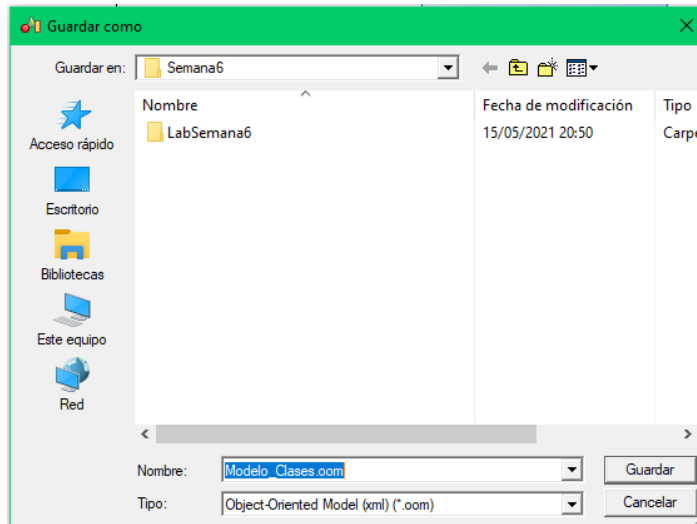 Guardar como
Guardar en: Semana6
Nombre Fecha de modificación Tipo
LabSemana6 15/05/2021 20:50 Carpe
Acceso rápido
Escritorio
Bibliotecas
Este equipo
Red
Nombre: Modelo_Clases.oom Guardar
Tipo: Object-Oriented Model (xml) (*.oom) Cancelar